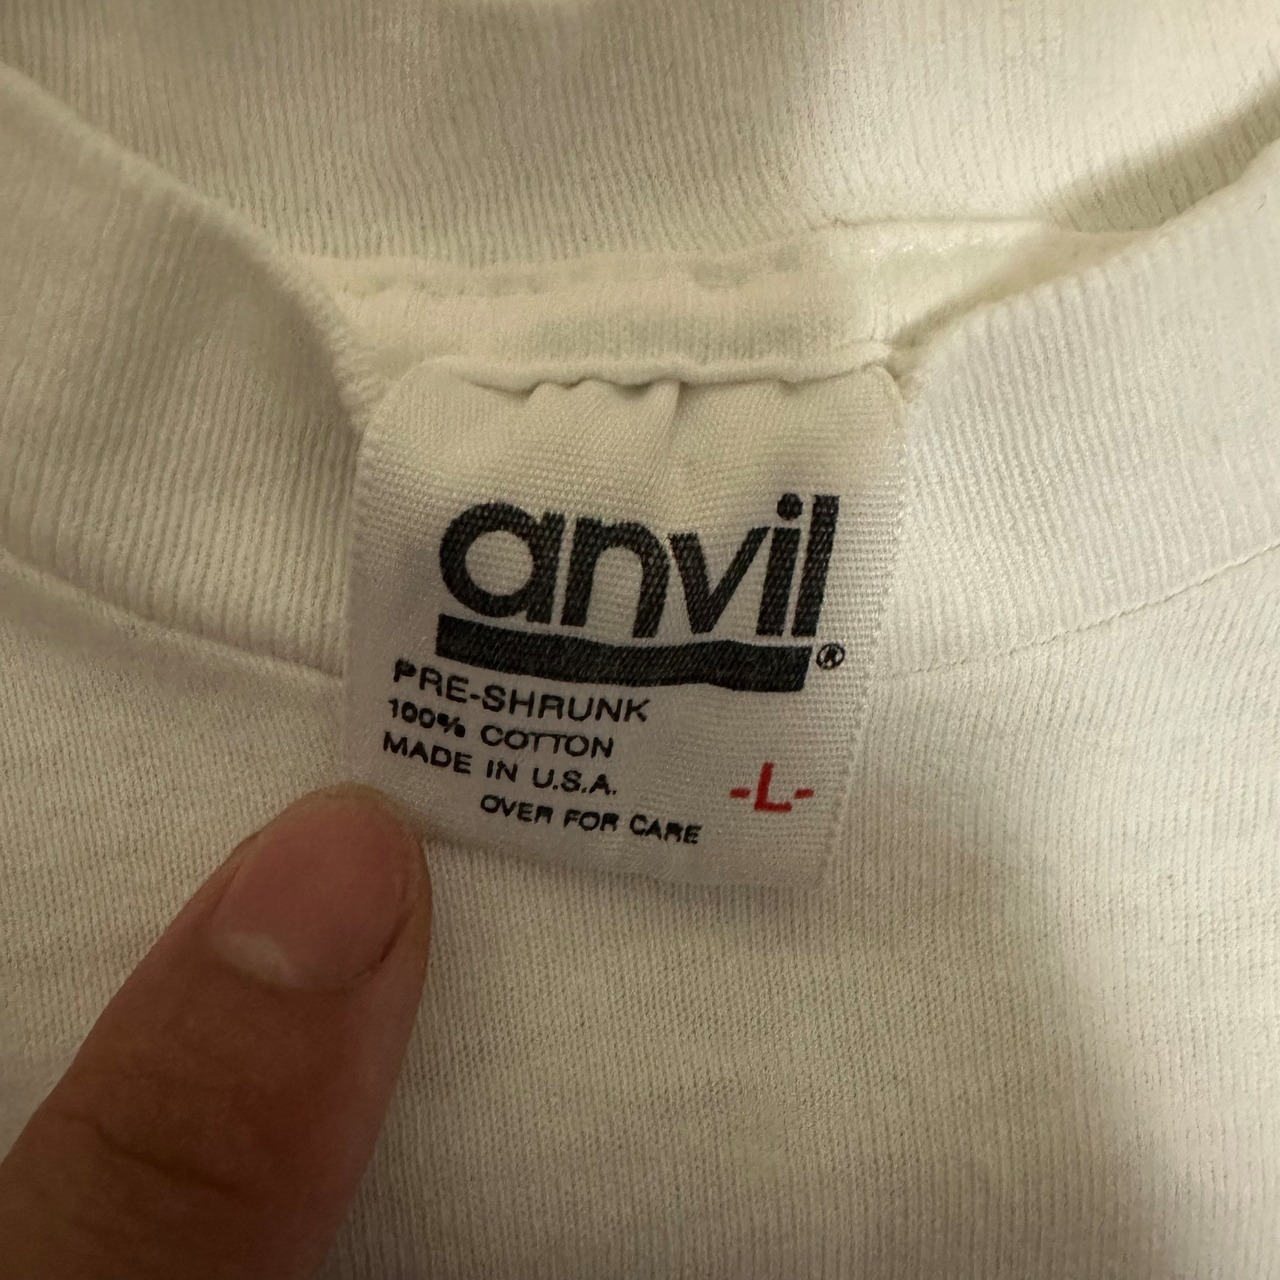 anvil®
PRE-SHRUNK
100% COTTON
MADE IN U.S.A.
-L-
OVER FOR CARE